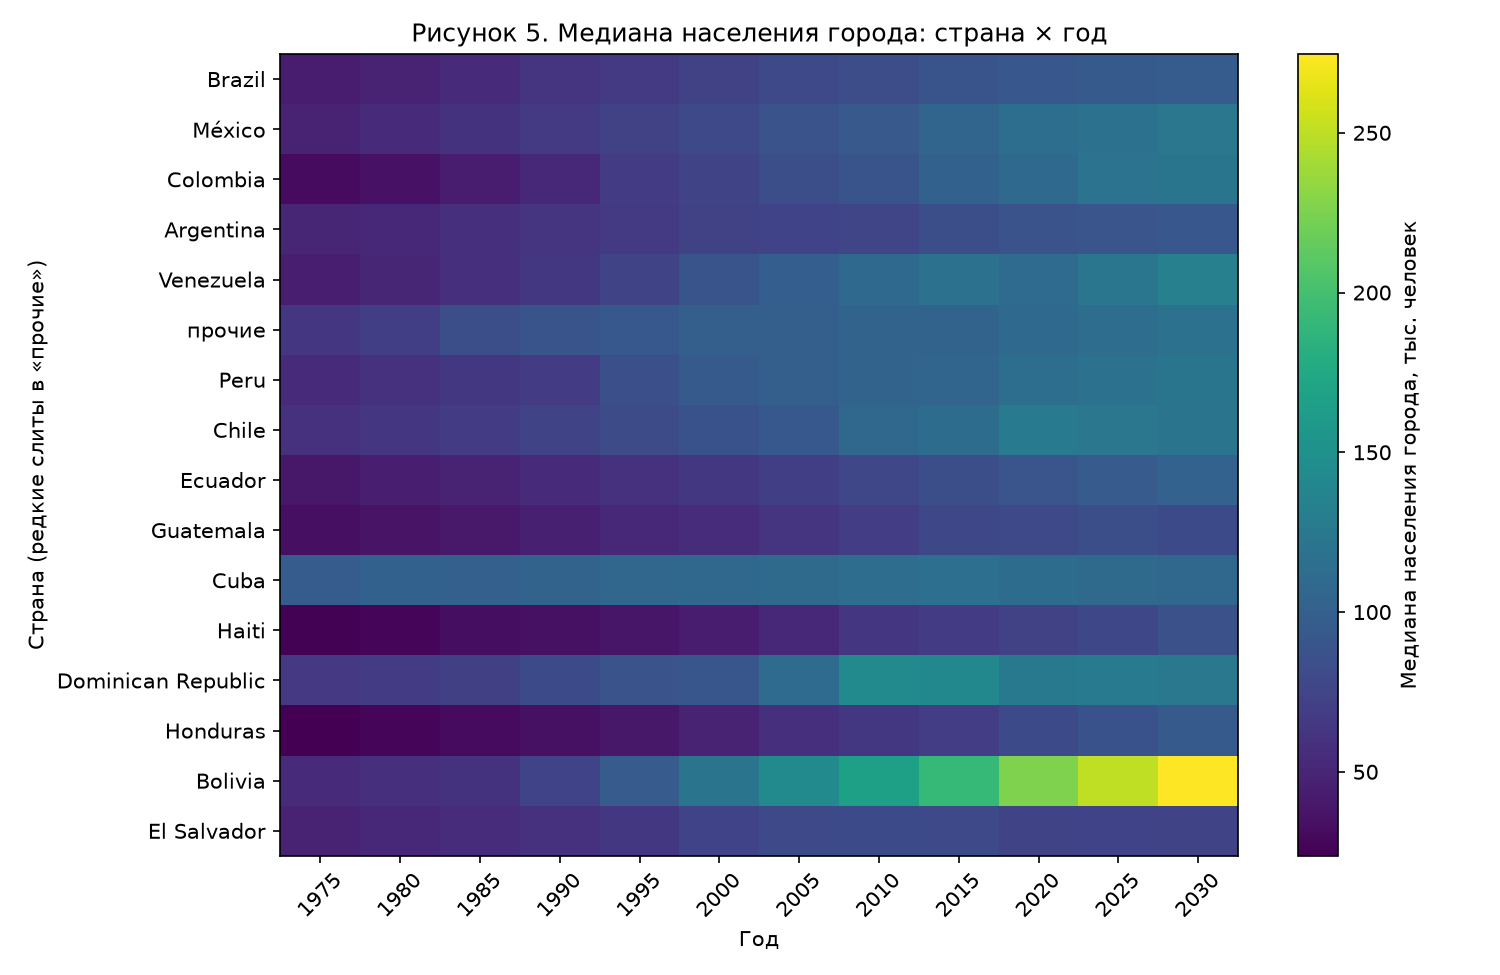 Рисунок 5. Медиана населения города: страна × год
Страна (редкие слиты в «прочие»)
Brazil
México
Colombia
Argentina
Venezuela
прочие
Peru
Chile
Ecuador
Guatemala
Cuba
Haiti
Dominican Republic
Honduras
Bolivia
El Salvador
1975
1980
1985
1990
1995
2000
2005
2010
2015
2020
2025
2030
Год
250
200
150
100
50
Медиана населения города, тыс. человек